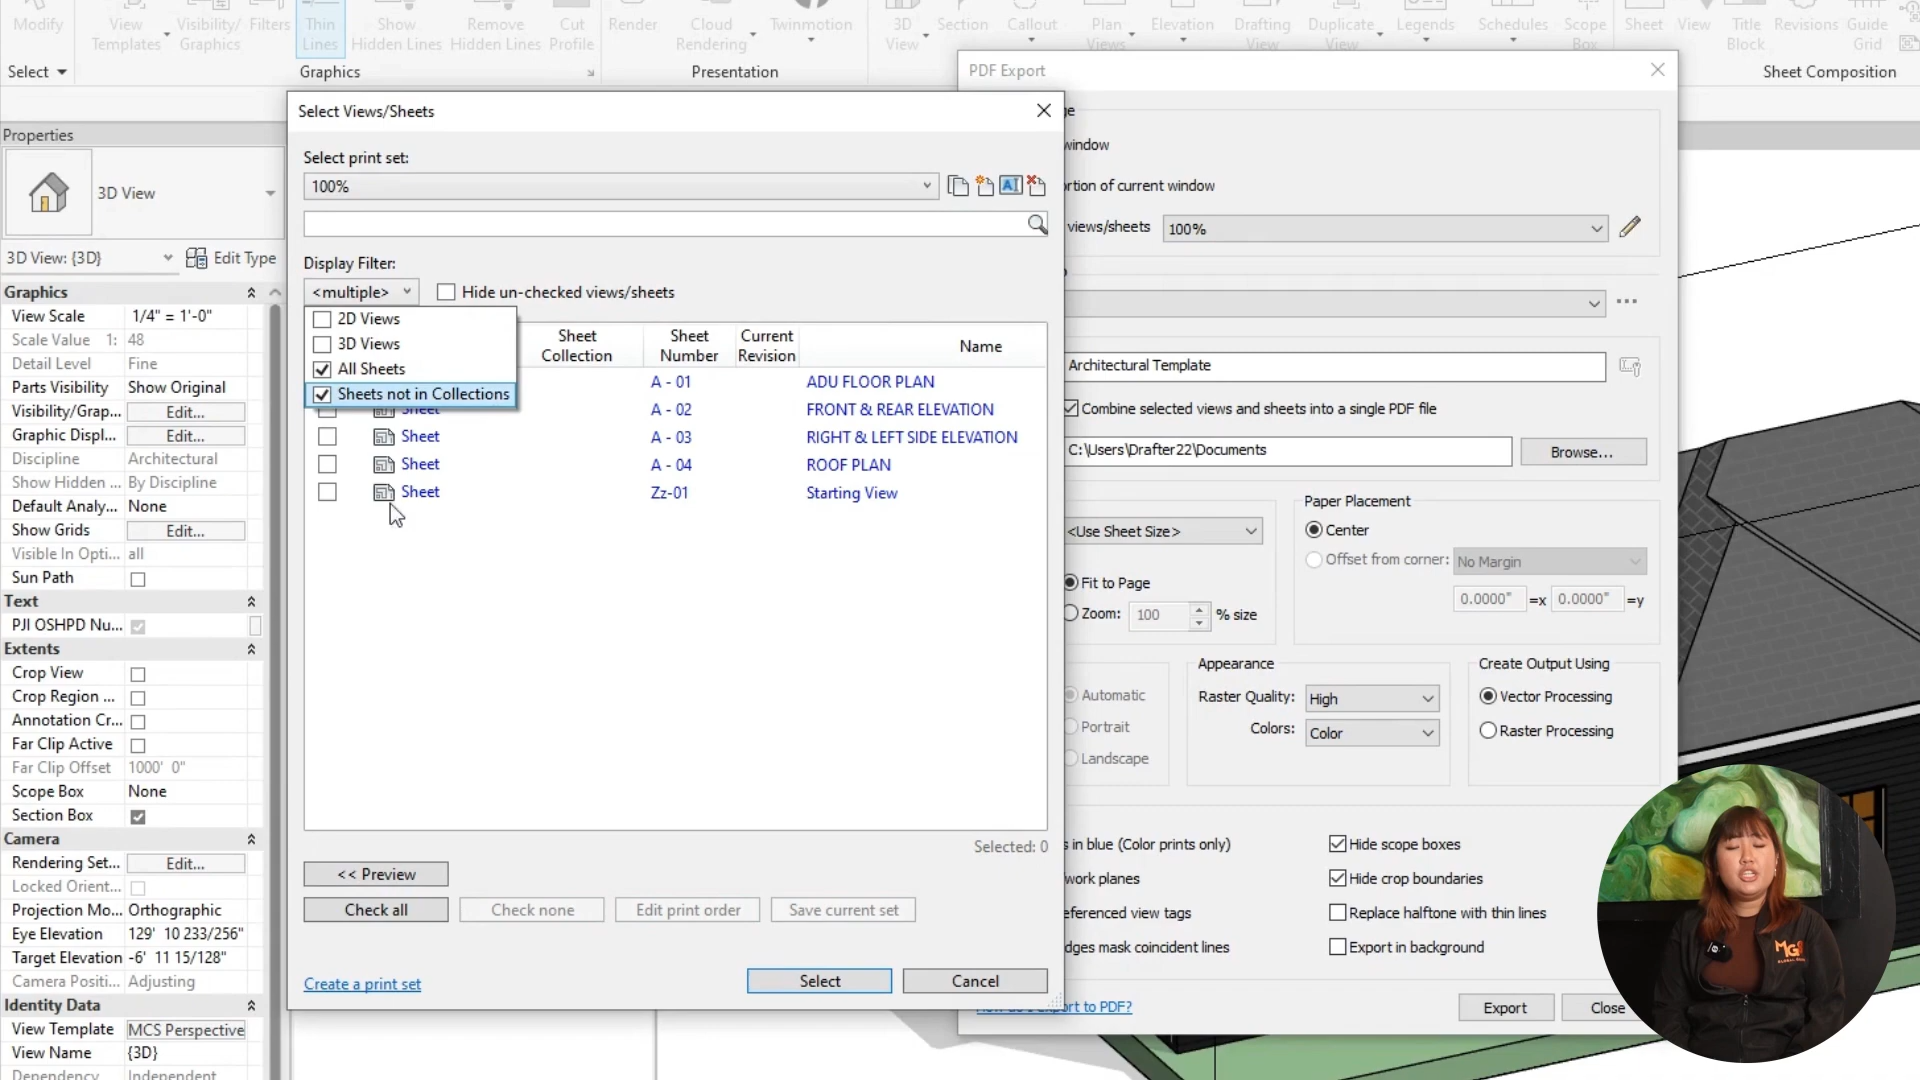 Modify
View
Templates
Visibility/
Graphics
Filters
Thin
Lines
Show
Hidden Lines
Remove
Hidden Lines
Cut
Profile
Render
Cloud
Rendering
Twinmotion
3D
View
Section
Callout
Plan
Views
Elevation
Drafting
View
Duplicate
View
Legends
Schedules
Scope
Box
Sheet
View
Title
Block
Revisions
Guide
Grid
Select
Graphics
Presentation
Sheet Composition
Properties
3D View
3D View: {3D}
Edit Type
Graphics
View Scale 1/4" = 1'-0"
Scale Value 1: 48
Detail Level Fine
Parts Visibility Show Original
Visibility/Grap... Edit...
Graphic Displ... Edit...
Discipline Architectural
Show Hidden ... By Discipline
Default Analy... None
Show Grids Edit...
Visible In Opti... all
Sun Path
Text
PJI OSHPD Nu...
Extents
Crop View
Crop Region ...
Annotation Cr...
Far Clip Active
Far Clip Offset 1000' 0"
Scope Box None
Section Box
Camera
Rendering Set... Edit...
Locked Orient...
Projection Mo... Orthographic
Eye Elevation 129' 10 233/256"
Target Elevation -6' 11 15/128"
Camera Positi... Adjusting
Identity Data
View Template MCS Perspective
View Name {3D}
Dependency Independent
Select Views/Sheets
Select print set:
100%
Display Filter:
<multiple>
Hide un-checked views/sheets
2D Views
3D Views
All Sheets
Sheets not in Collections
Sheet
Collection
Sheet
Number
Current
Revision
Name
A - 01 ADU FLOOR PLAN
Sheet A - 02 FRONT & REAR ELEVATION
Sheet A - 03 RIGHT & LEFT SIDE ELEVATION
Sheet A - 04 ROOF PLAN
Sheet Zz-01 Starting View
Selected: 0
<< Preview
Check all
Check none
Edit print order
Save current set
Create a print set
Select
Cancel
PDF Export
window
ortion of current window
views/sheets 100%
Architectural Template
Combine selected views and sheets into a single PDF file
C:\Users\Drafter22\Documents
Browse...
<Use Sheet Size>
Fit to Page
Zoom: 100 % size
Paper Placement
Center
Offset from corner: No Margin
0.0000" =x 0.0000" =y
Automatic
Portrait
Landscape
Appearance
Raster Quality: High
Colors: Color
Create Output Using
Vector Processing
Raster Processing
s in blue (Color prints only)
work planes
eferenced view tags
dges mask coincident lines
Hide scope boxes
Hide crop boundaries
Replace halftone with thin lines
Export in background
Export
Close